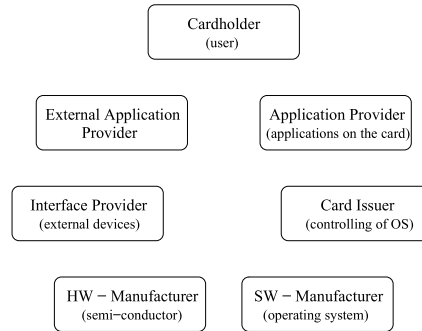 Cardholder
(user)
External Application
Provider
Application Provider
(applications on the card)
Interface Provider
(external devices)
Card Issuer
(controlling of OS)
HW − Manufacturer
(semi−conductor)
SW − Manufacturer
(operating system)